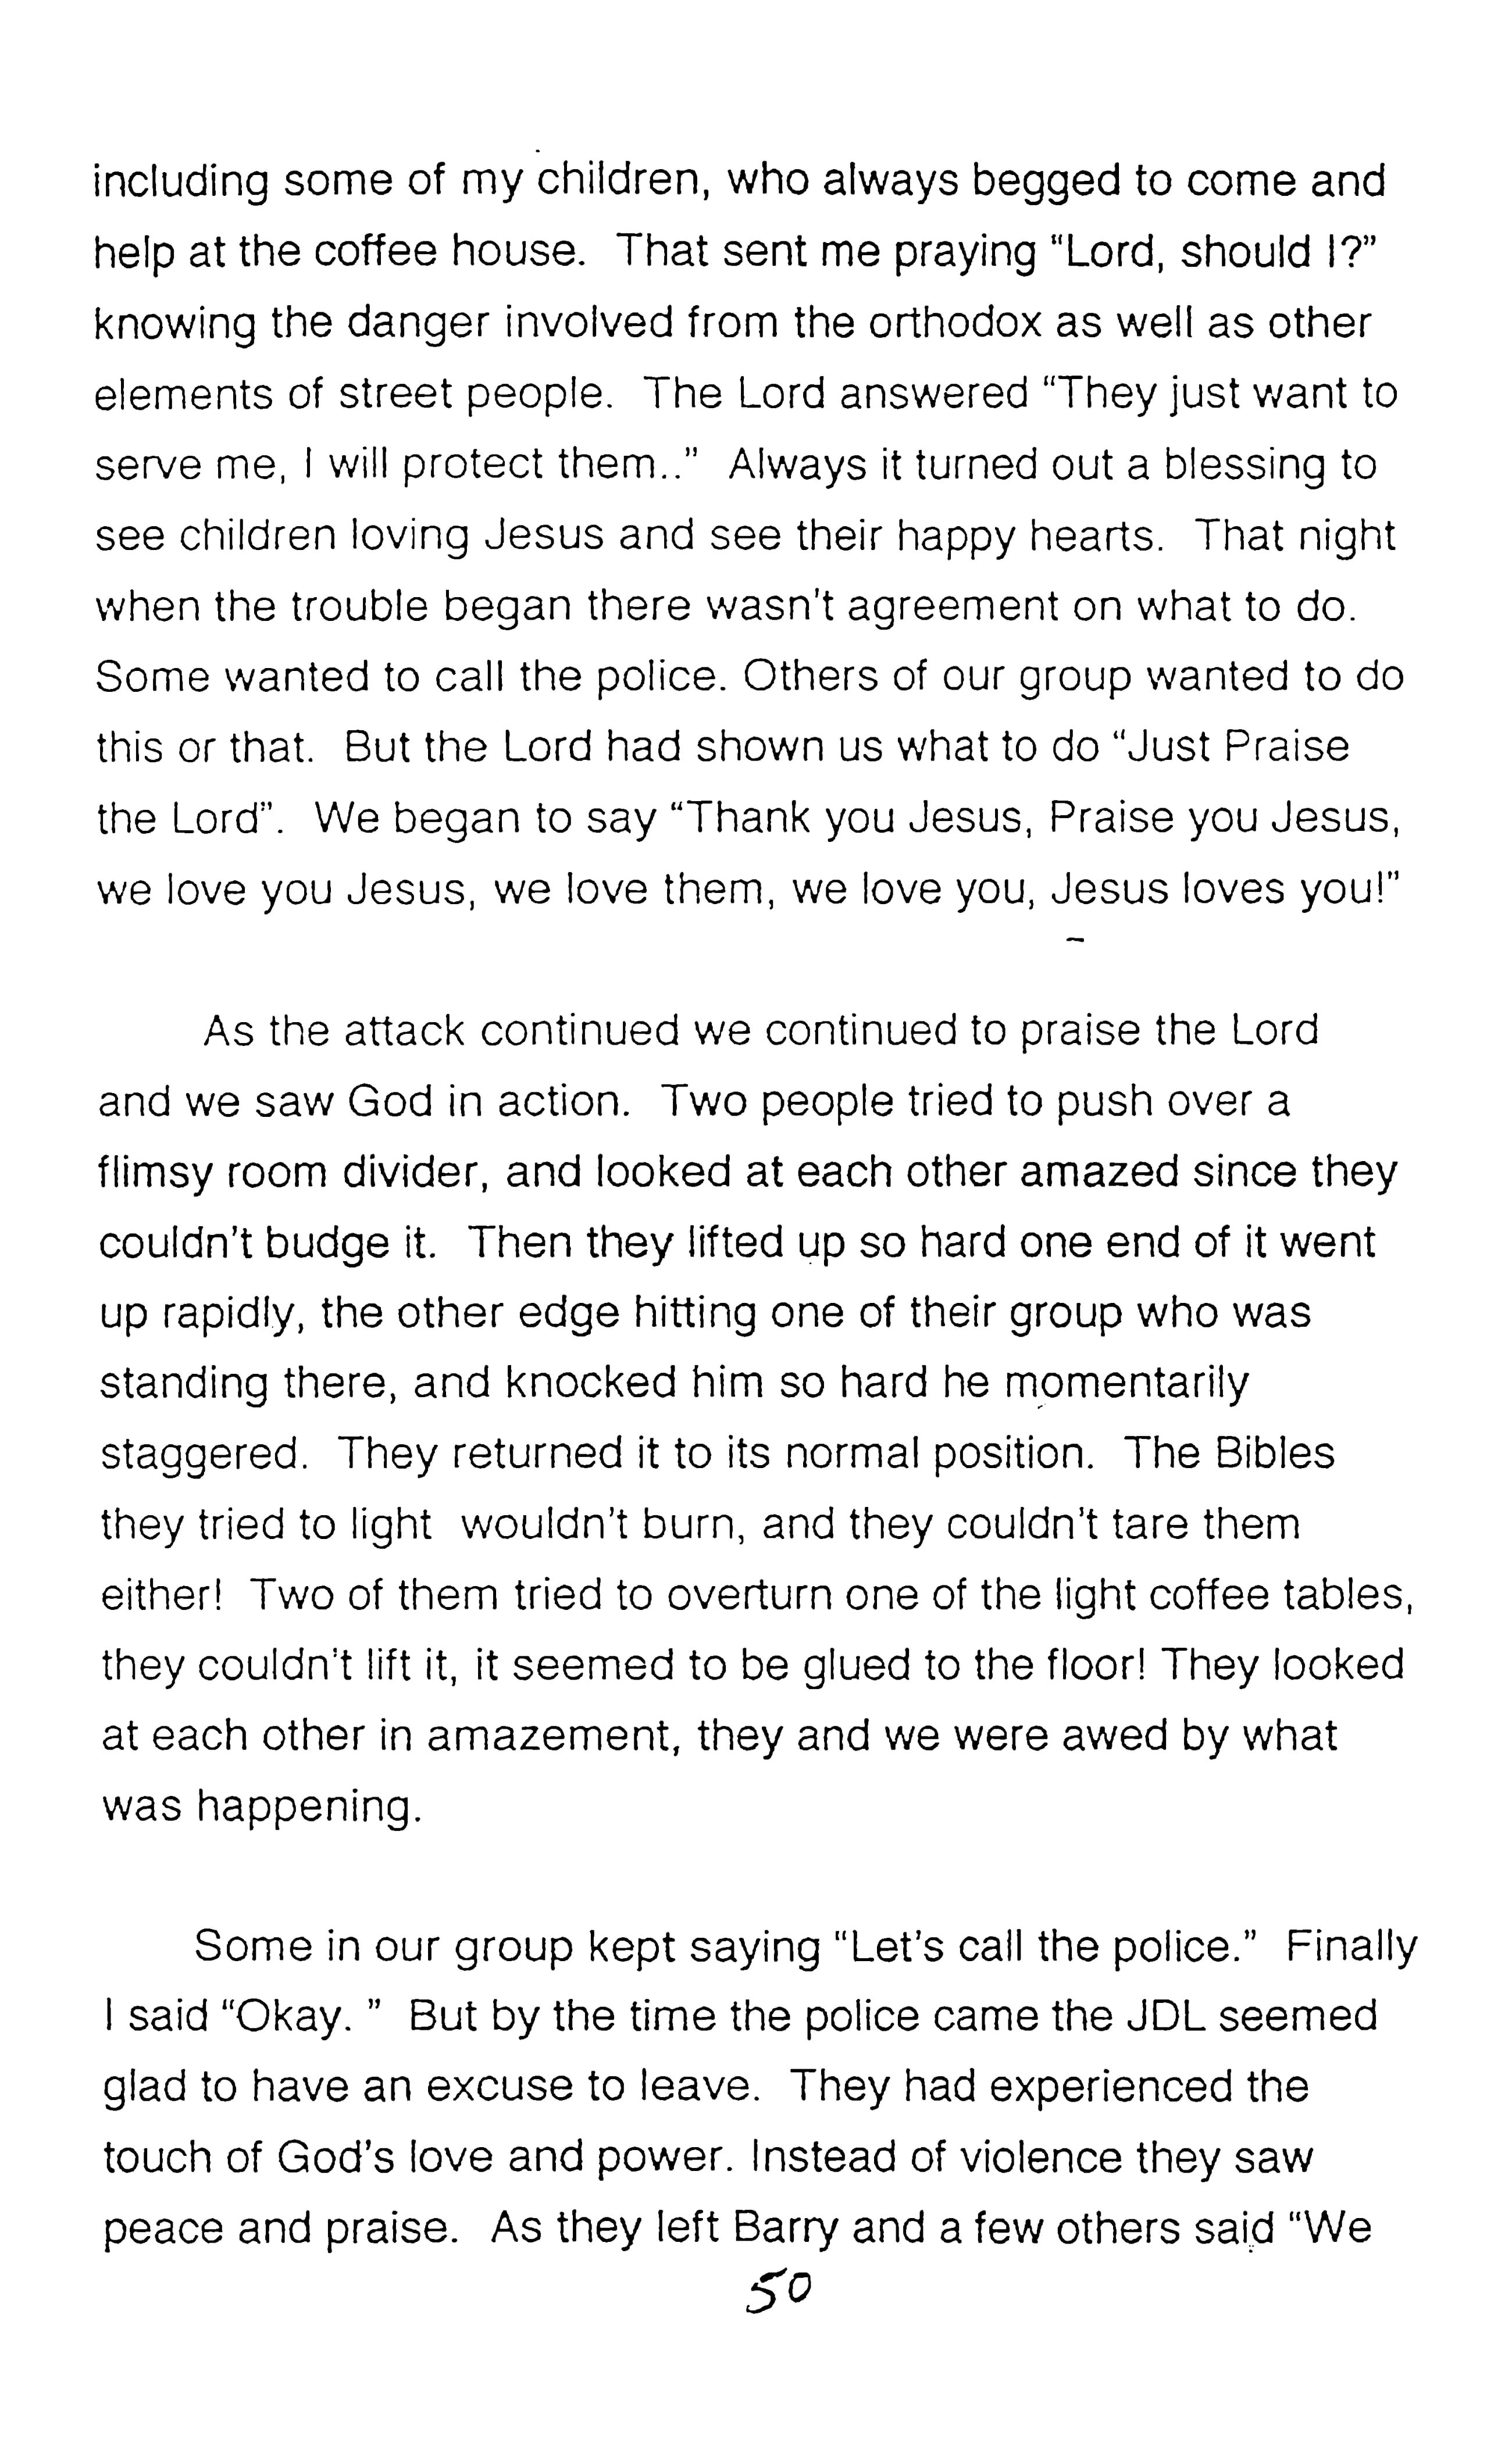 including some of my children, who always begged to come and
help at the coffee house.  That sent me praying “Lord, should I?”
knowing the danger involved from the orthodox as well as other
elements of street people.  The Lord answered “They just want to
serve me, I will protect them..”  Always it turned out a blessing to
see children loving Jesus and see their happy hearts.  That night
when the trouble began there wasn't agreement on what to do.
Some wanted to call the police. Others of our group wanted to do
this or that.  But the Lord had shown us what to do “Just Praise
the Lord”.  We began to say “Thank you Jesus, Praise you Jesus,
we love you Jesus, we love them, we love you, Jesus loves you!”
As the attack continued we continued to praise the Lord
and we saw God in action.  Two people tried to push over a
flimsy room divider, and looked at each other amazed since they
couldn't budge it.  Then they lifted up so hard one end of it went
up rapidly, the other edge hitting one of their group who was
standing there, and knocked him so hard he momentarily
staggered.  They returned it to its normal position.  The Bibles
they tried to light  wouldn't burn, and they couldn't tare them
either!  Two of them tried to overturn one of the light coffee tables,
they couldn't lift it, it seemed to be glued to the floor! They looked
at each other in amazement, they and we were awed by what
was happening.
Some in our group kept saying “Let's call the police.”  Finally
I said “Okay. ”  But by the time the police came the JDL seemed
glad to have an excuse to leave.  They had experienced the
touch of God's love and power. Instead of violence they saw
peace and praise.  As they left Barry and a few others said “We
50